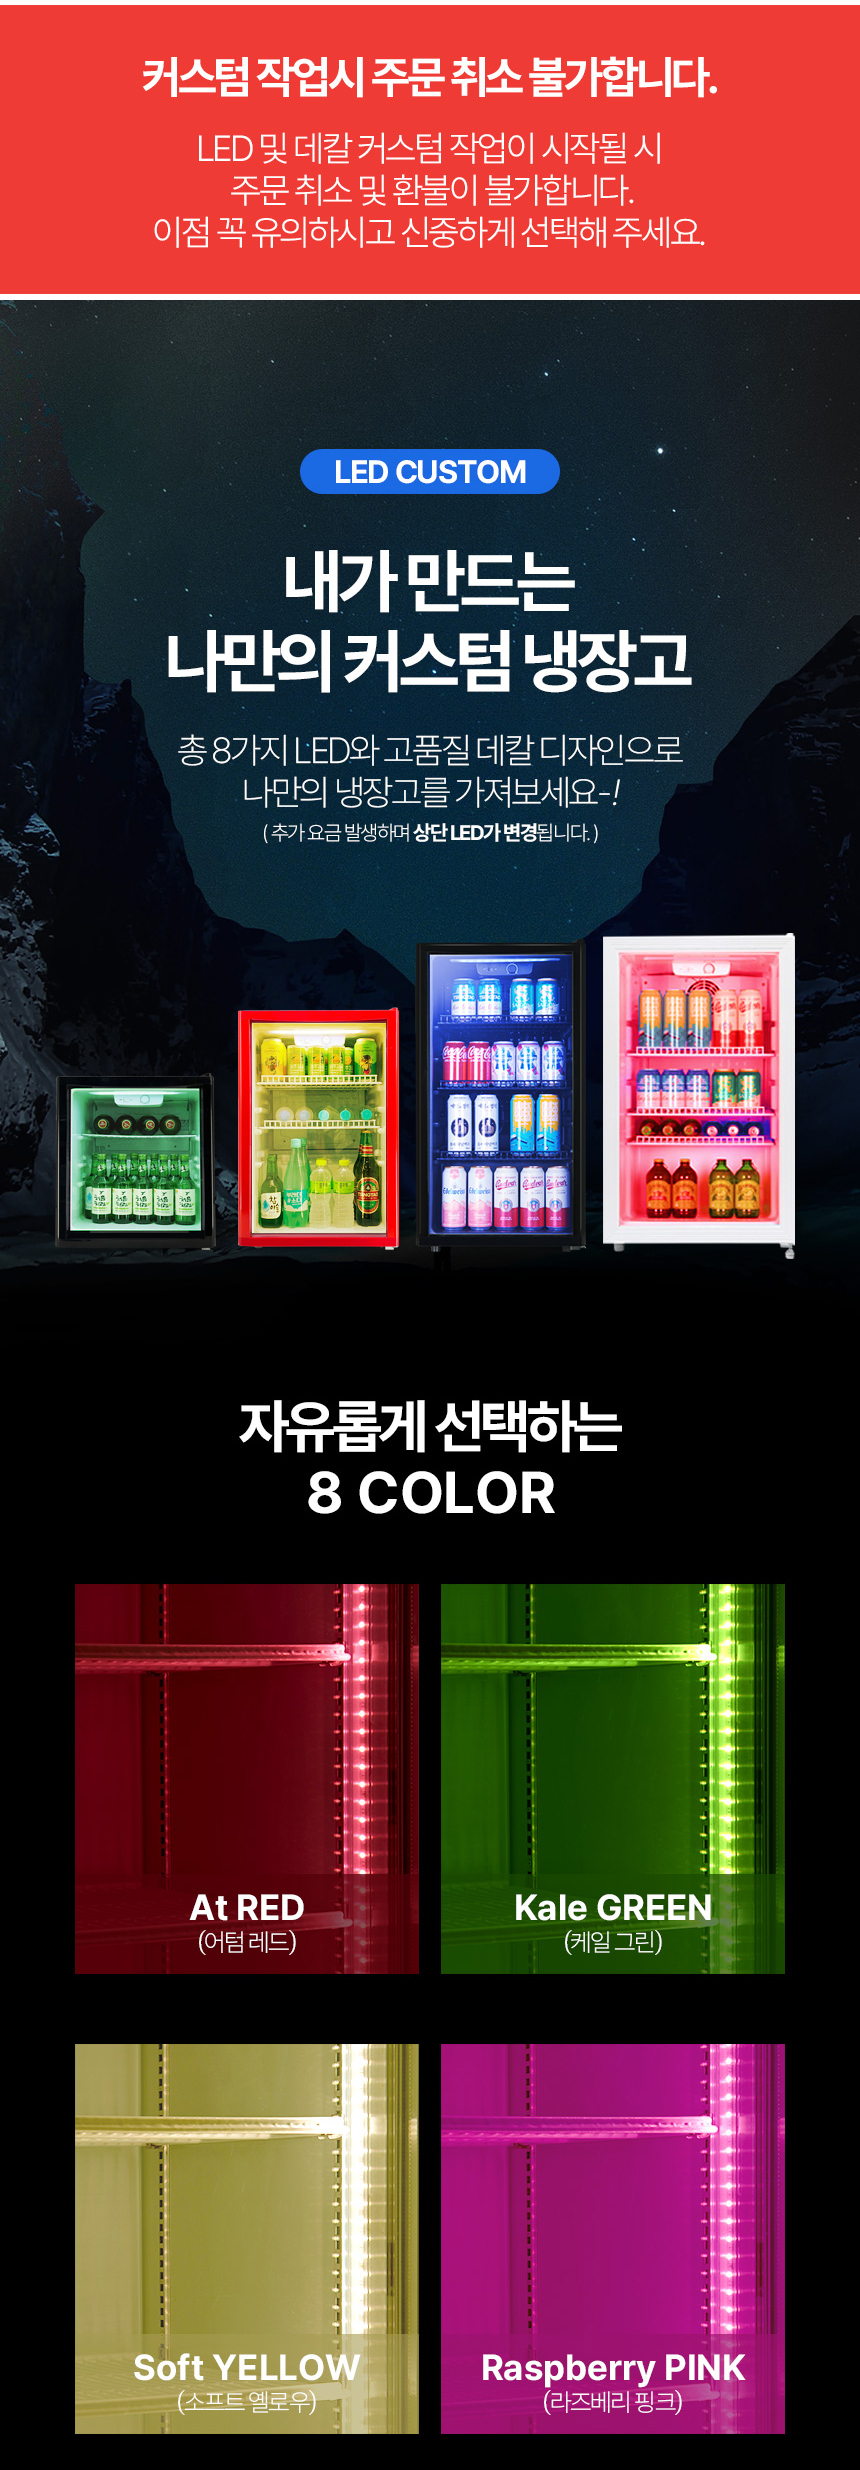 커스텀 작업시 주문 취소 불가합니다.
LED 및 데칼 커스텀 작업이 시작될 시
주문 취소 및 환불이 불가합니다.
이점 꼭 유의하시고 신중하게 선택해 주세요.
LED CUSTOM
내가 만드는
나만의 커스텀 냉장고
총 8가지 LED와 고품질 데칼 디자인으로
나만의 냉장고를 가져보세요-!
( 추가 요금 발생하며 상단 LED가 변경됩니다. )
자유롭게 선택하는
8 COLOR
At RED
(어텀 레드)
Kale GREEN
(케일 그린)
Soft YELLOW
(소프트 옐로우)
Raspberry PINK
(라즈베리 핑크)